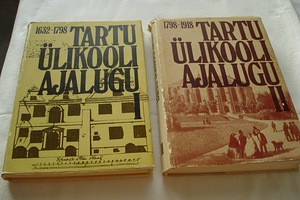 1632-1798
TARTU
ÜLIKOOLI
AJALUGU
I
1798-1918
TARTU
ÜLIKOOLI
AJALUGU
II